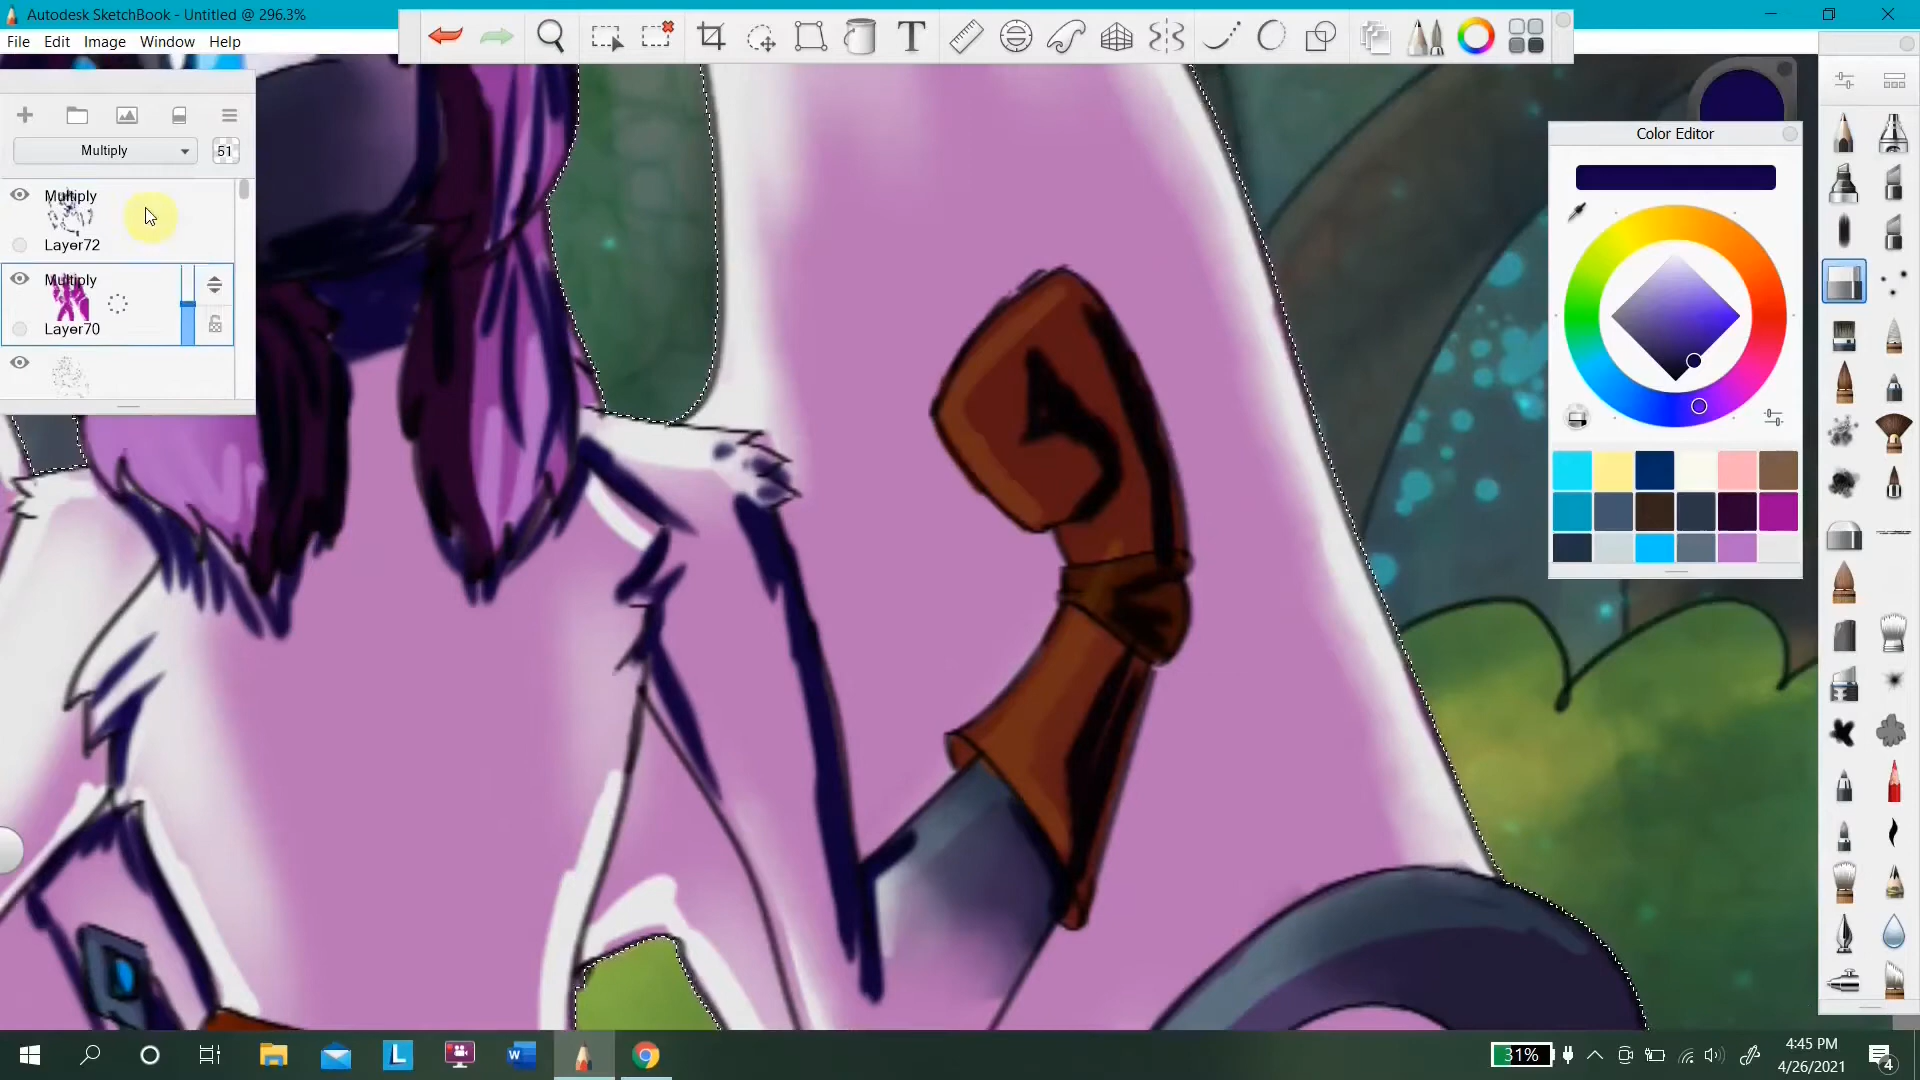 Autodesk SketchBook - Untitled @ 296.3%
File Edit Image Window Help
T
Multiply 51
Multiply
Layer72
Multiply
Layer70
Color Editor
L
W
31%
4:45 PM
4/26/2021
4